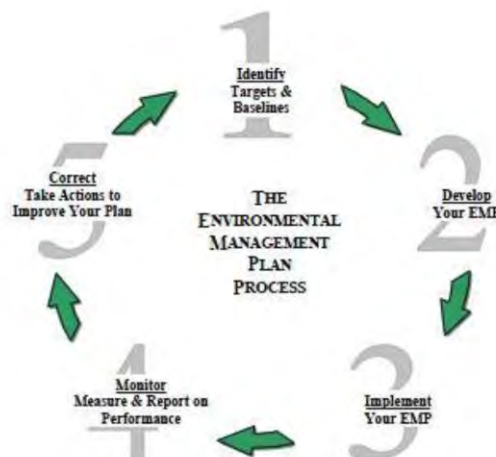 1
Identify
Targets &
Baselines
2
Develop
Your EMP
3
Implement
Your EMP
4
Monitor
Measure & Report on
Performance
5
Correct
Take Actions to
Improve Your Plan
THE
ENVIRONMENTAL
MANAGEMENT
PLAN
PROCESS